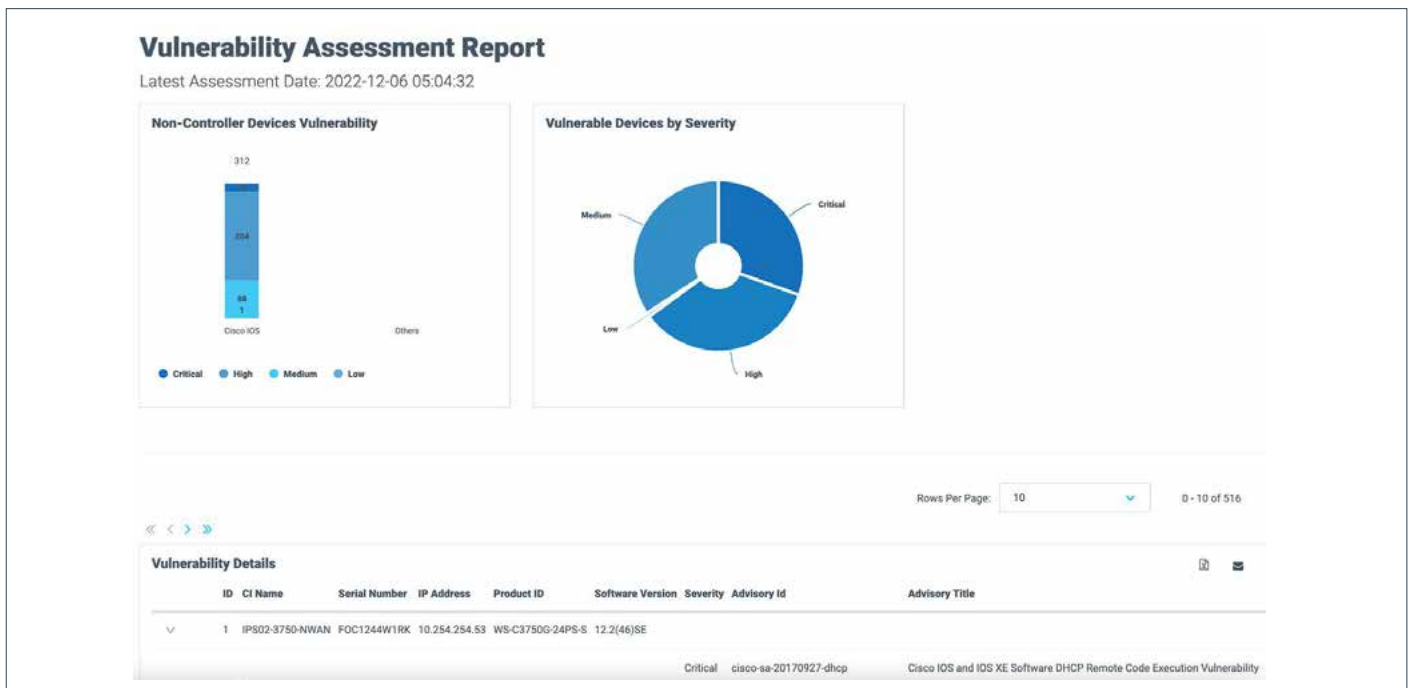 Vulnerability Assessment Report
Latest Assessment Date: 2022-12-06 05:04:32
Non-Controller Devices Vulnerability
312
204
88
1
Cisco IOS
Others
Critical High Medium Low
Vulnerable Devices by Severity
Medium
Critical
Low
High
Rows Per Page: 10 0 - 10 of 516
Vulnerability Details
ID CI Name Serial Number IP Address Product ID Software Version Severity Advisory Id Advisory Title
1 IPS02-3750-NWAN FOC1244W1RK 10.254.254.53 WS-C3750G-24PS-S 12.2(46)SE
Critical cisco-sa-20170927-dhcp Cisco IOS and IOS XE Software DHCP Remote Code Execution Vulnerability